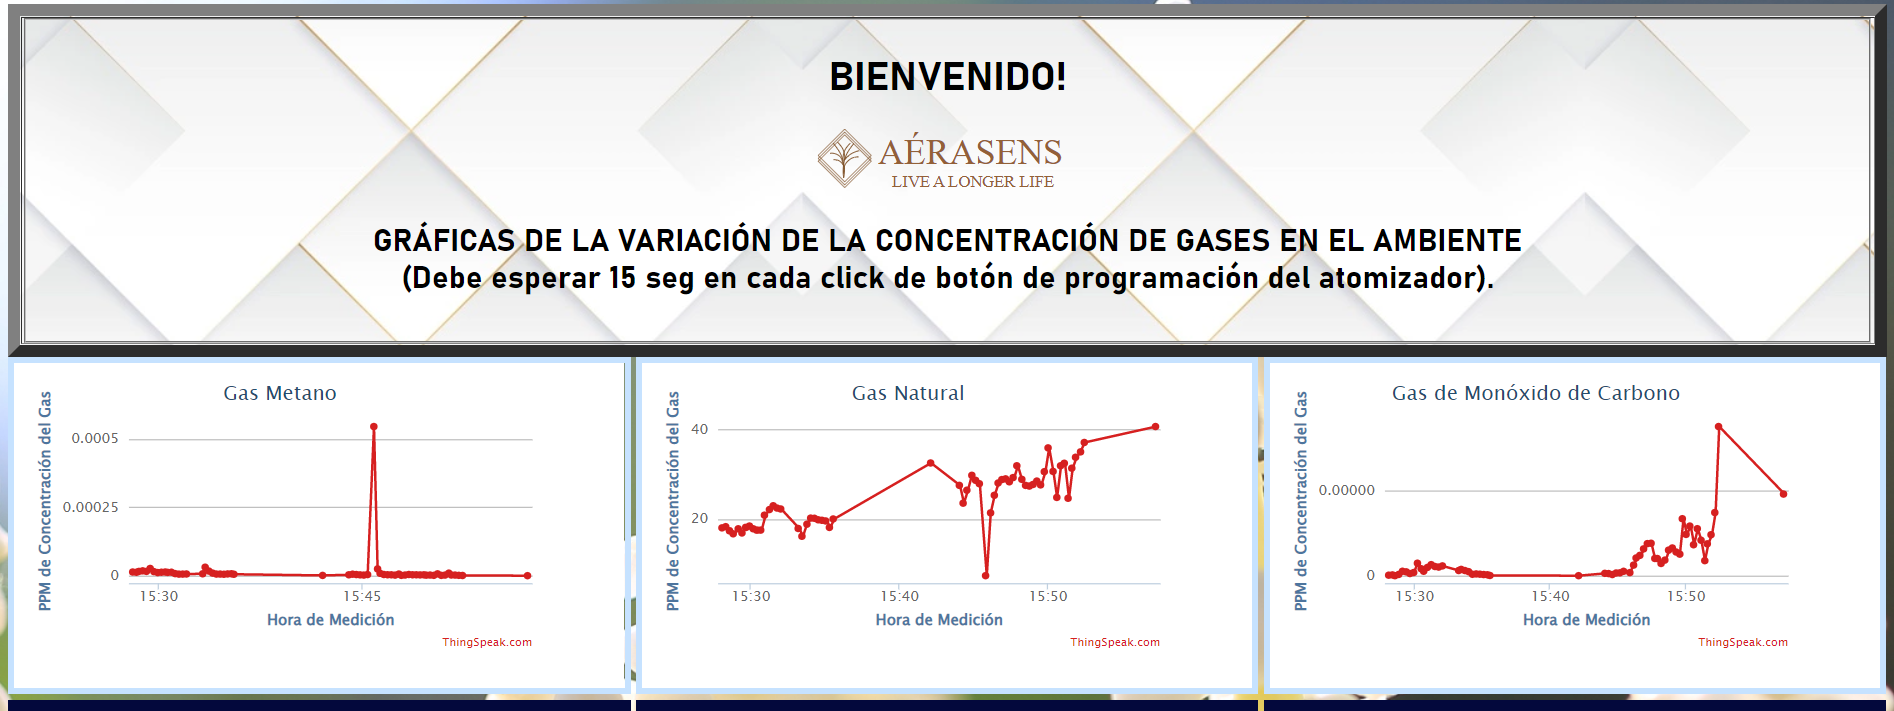 BIENVENIDO!
AÉRASENS
LIVE A LONGER LIFE
GRÁFICAS DE LA VARIACIÓN DE LA CONCENTRACIÓN DE GASES EN EL AMBIENTE
(Debe esperar 15 seg en cada click de botón de programación del atomizador).
Gas Metano
PPM de Concentración del Gas
0.0005
0.00025
0
15:30
15:45
Hora de Medición
ThingSpeak.com
Gas Natural
PPM de Concentración del Gas
40
20
15:30
15:40
15:50
Hora de Medición
ThingSpeak.com
Gas de Monóxido de Carbono
PPM de Concentración del Gas
0.00000
0
15:30
15:40
15:50
Hora de Medición
ThingSpeak.com